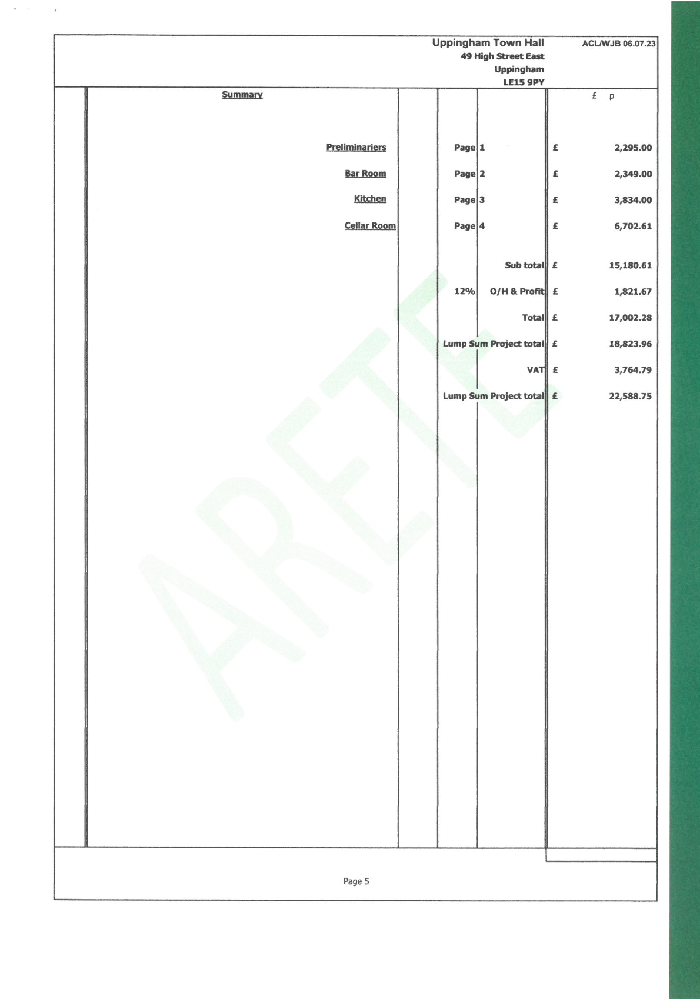 Uppingham Town Hall ACL/WJB 06.07.23
49 High Street East
Uppingham
LE15 9PY
Summary £ p
Preliminariers Page 1 £ 2,295.00
Bar Room Page 2 £ 2,349.00
Kitchen Page 3 £ 3,834.00
Cellar Room Page 4 £ 6,702.61
Sub total £ 15,180.61
12% O/H & Profit £ 1,821.67
Total £ 17,002.28
Lump Sum Project total £ 18,823.96
VAT £ 3,764.79
Lump Sum Project total £ 22,588.75
ARETE
Page 5